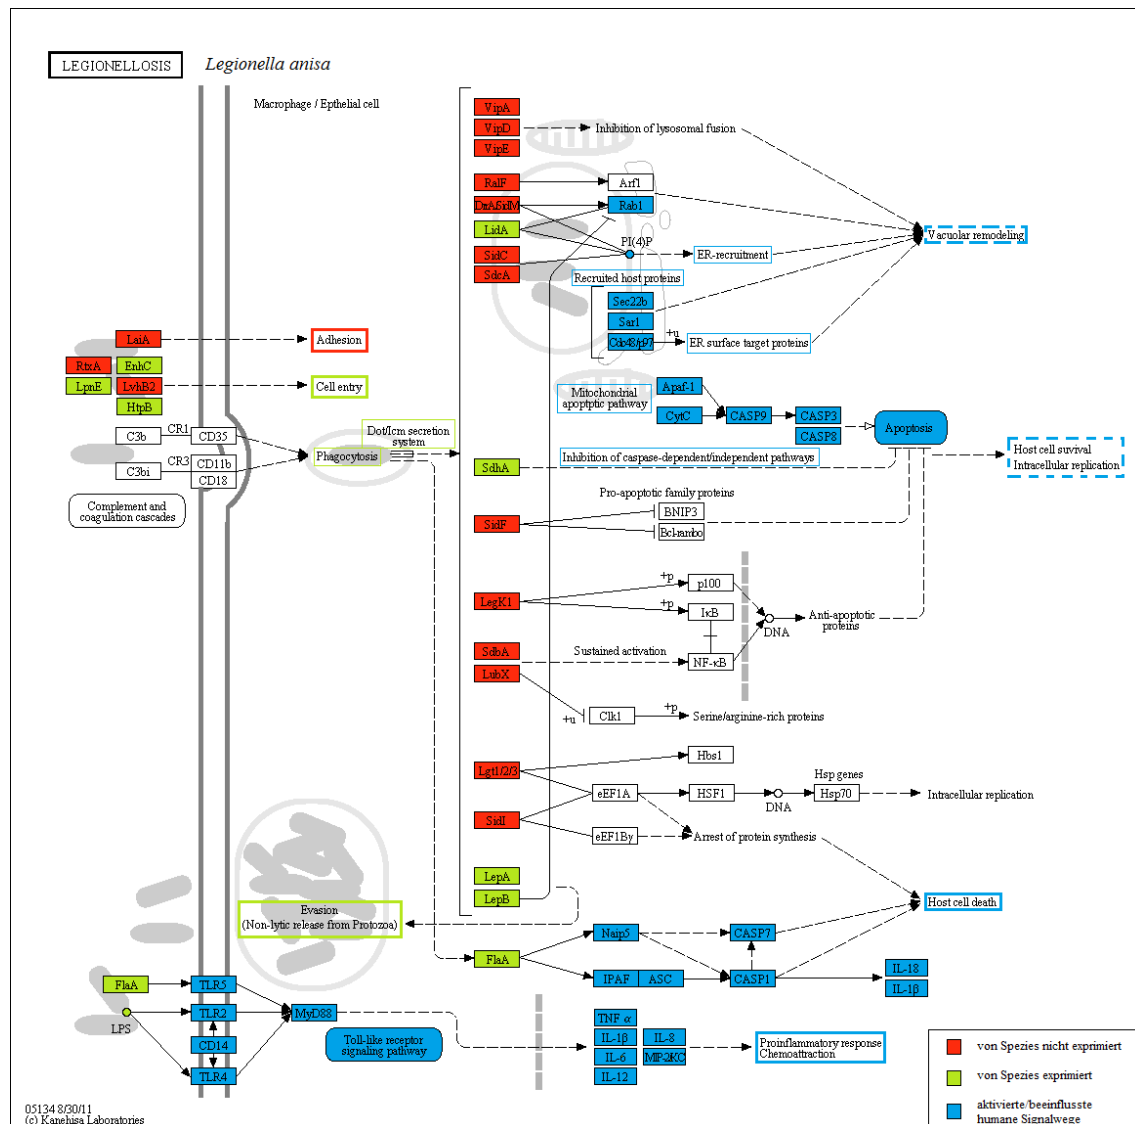 LEGIONELLOSIS
Legionella anisa
Macrophage / Epthelial cell
VipA
VipD
VipE
Inhibition of lysosomal fusion
RalF
Arf1
DrrA/SidM
Rab1
LidA
PI(4)P
SidC
SdcA
ER-recruitment
Vacuolar remodeling
Recruited host proteins
Sec22b
Sar1
Cdc48/p97
+u
ER surface target proteins
LaiA
Adhesion
RtxA
EnhC
LpnE
LvhB2
Cell entry
HtpB
Mitochondrial
apoptptic pathway
Apaf-1
CytC
CASP9
CASP3
CASP8
Apoptosis
C3b
CR1
CD35
C3bi
CR3
CD11b
CD18
Phagocytosis
Dot/Icm secretion
system
Complement and
coagulation cascades
SdhA
Inhibition of caspase-dependent/independent pathways
Host cell survival
Intracellular replication
Pro-apoptotic family proteins
SidF
BNIP3
Bcl-rambo
LegK1
+p
p100
+p
IκB
DNA
Anti-apoptotic
proteins
SdbA
Sustained activation
NF-κB
LubX
+u
Clk1
+p
Serine/arginine-rich proteins
Lgt1/2/3
Hbs1
SidI
eEF1A
HSF1
DNA
Hsp genes
Hsp70
Intracellular replication
eEF1Bγ
Arrest of protein synthesis
LepA
LepB
Evasion
(Non-lytic release from Protozoa)
Host cell death
FlaA
Naip5
CASP7
IPAF
ASC
CASP1
IL-18
IL-1β
FlaA
TLR5
LPS
TLR2
CD14
TLR4
MyD88
Toll-like receptor
signaling pathway
TNF α
IL-1β
IL-8
IL-6
MIP-2/KC
IL-12
Proinflammatory response
Chemoattraction
von Spezies nicht exprimiert
von Spezies exprimiert
aktivierte/beeinflusste
humane Signalwege
05134 8/30/11
(c) Kanehisa Laboratories